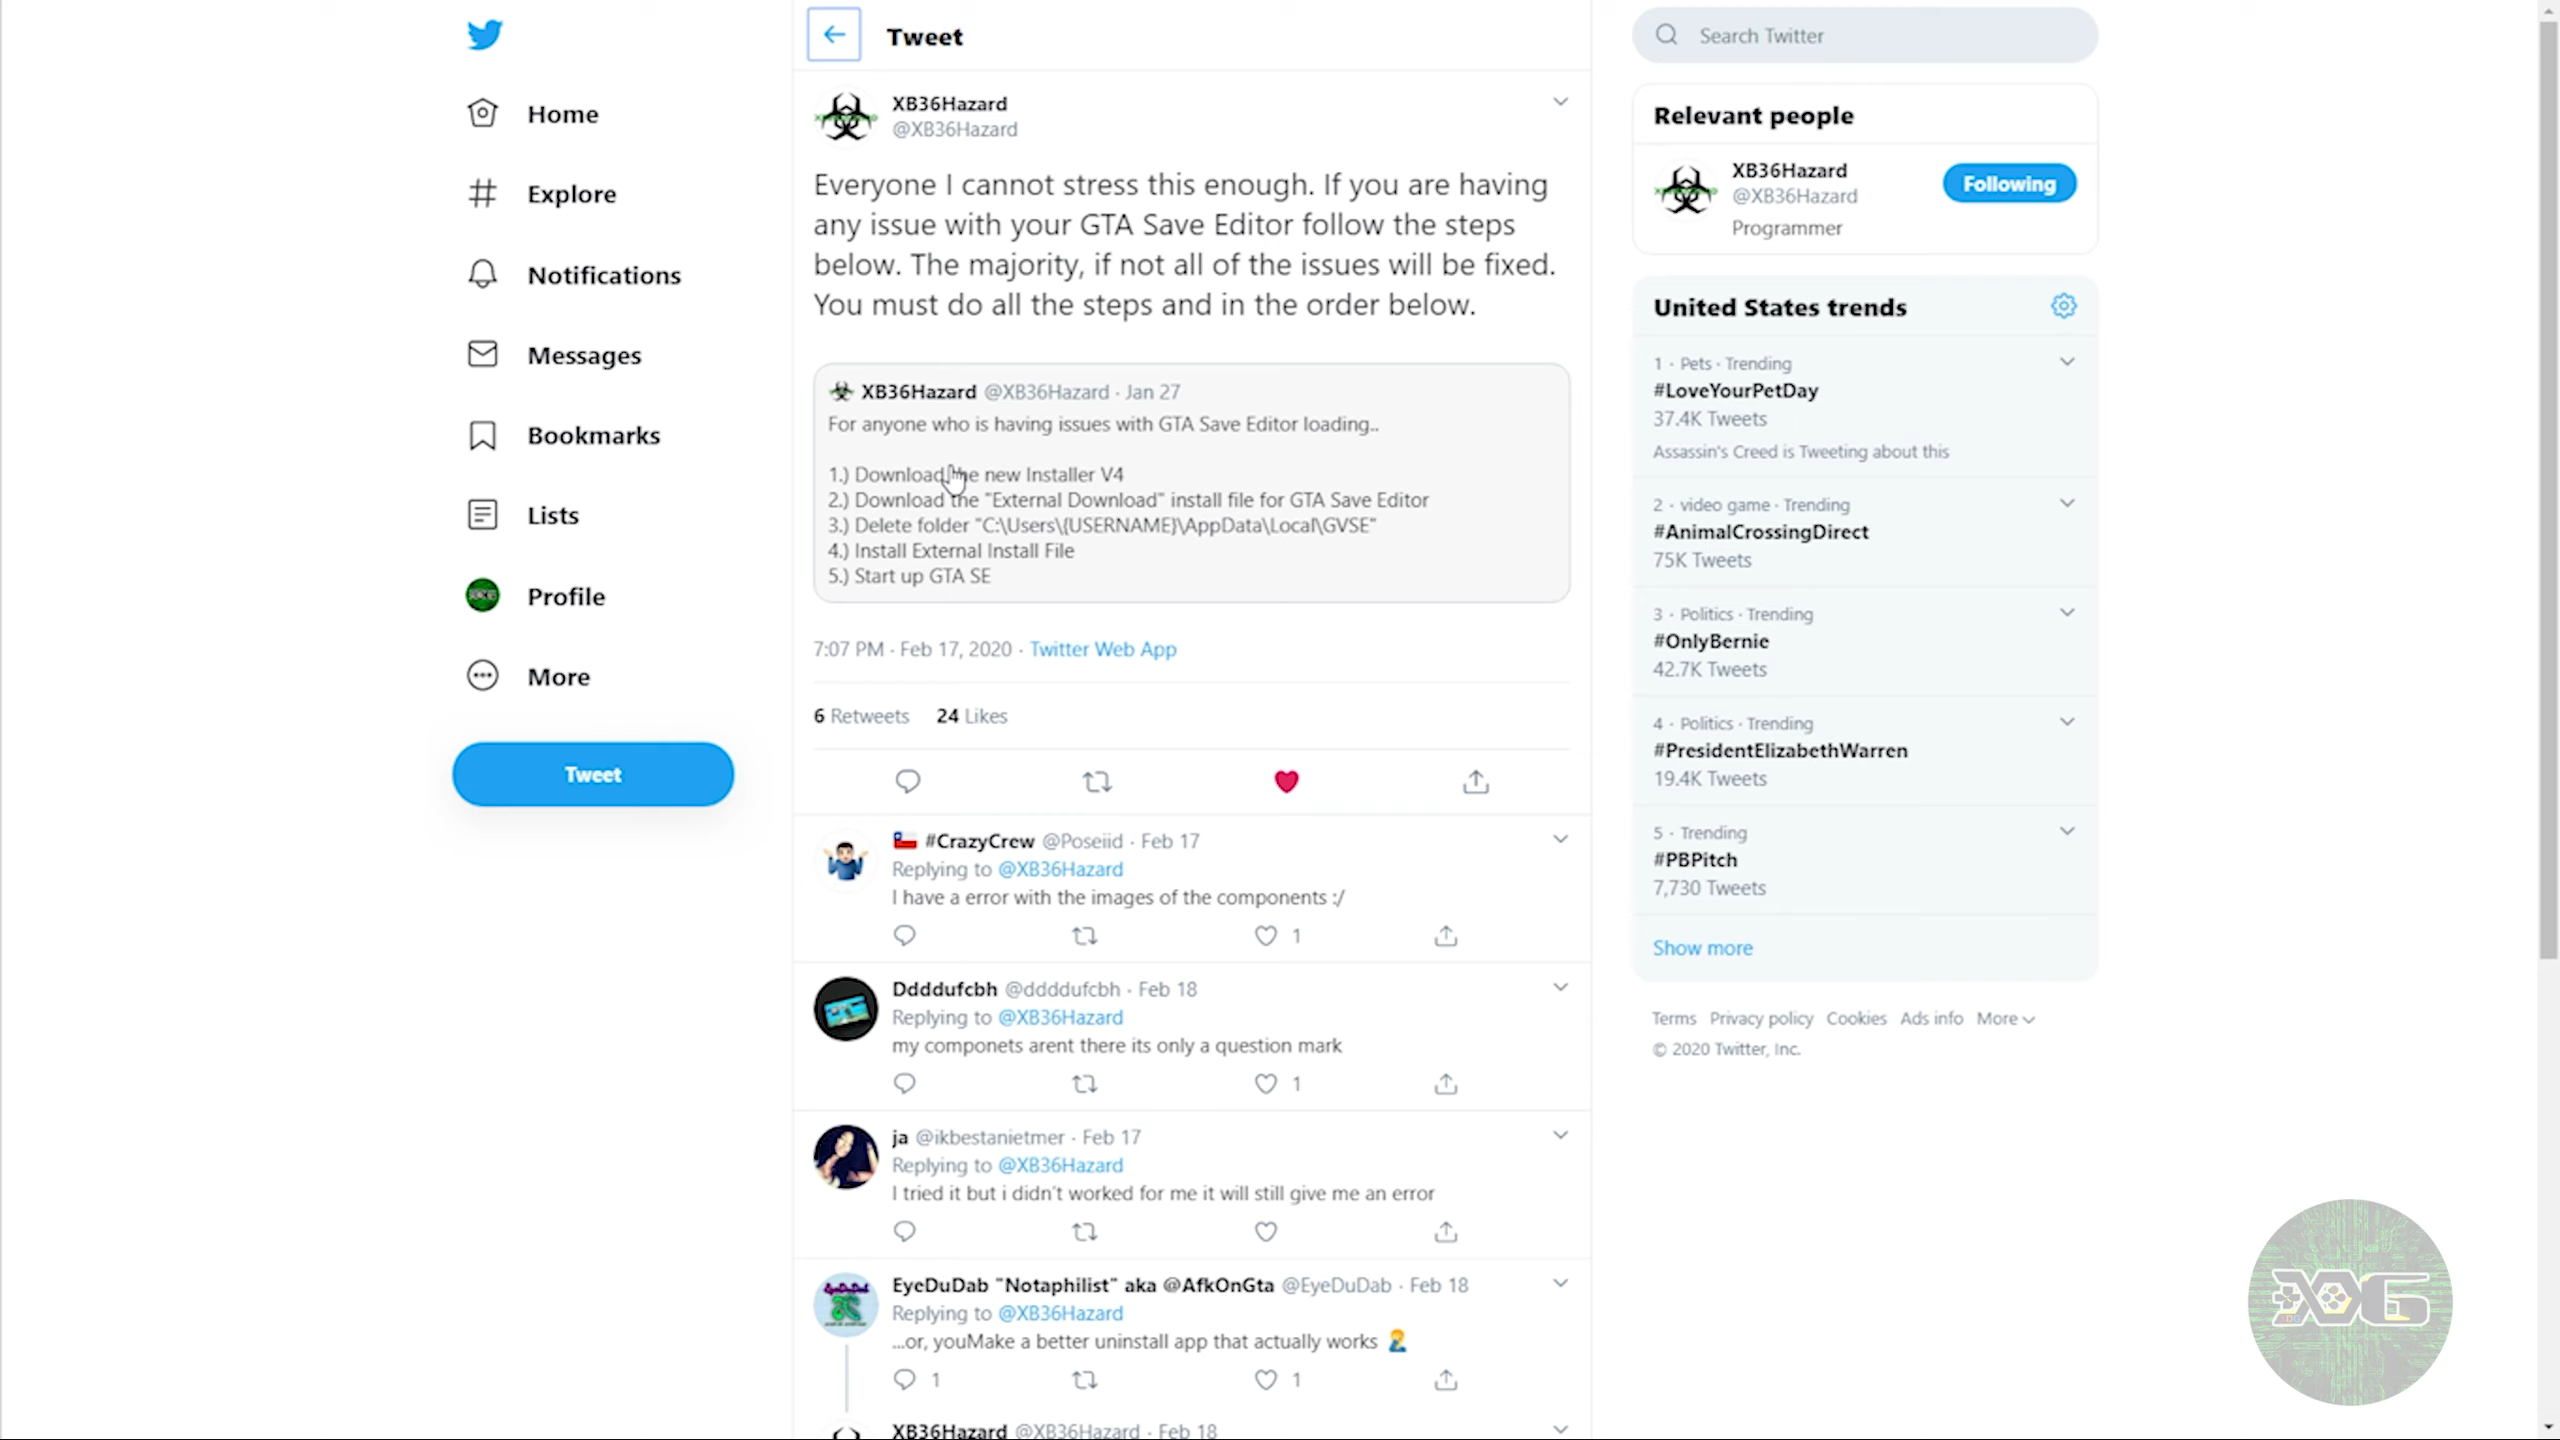 Home
Explore
Notifications
Messages
Bookmarks
Lists
Profile
More
Tweet
Tweet
XB36Hazard
@XB36Hazard
Everyone I cannot stress this enough. If you are having
any issue with your GTA Save Editor follow the steps
below. The majority, if not all of the issues will be fixed.
You must do all the steps and in the order below.
XB36Hazard @XB36Hazard · Jan 27
For anyone who is having issues with GTA Save Editor loading..
1.) Download the new Installer V4
2.) Download the "External Download" install file for GTA Save Editor
3.) Delete folder "C:\Users\{USERNAME}\AppData\Local\GVSE"
4.) Install External Install File
5.) Start up GTA SE
7:07 PM · Feb 17, 2020 · Twitter Web App
6 Retweets 24 Likes
#CrazyCrew @Poseiid · Feb 17
Replying to @XB36Hazard
I have a error with the images of the components :/
1
Ddddufcbh @ddddufcbh · Feb 18
Replying to @XB36Hazard
my componets arent there its only a question mark
1
ja @ikbestanietmer · Feb 17
Replying to @XB36Hazard
I tried it but i didn't worked for me it will still give me an error
EyeDuDab "Notaphilist" aka @AfkOnGta @EyeDuDab · Feb 18
Replying to @XB36Hazard
...or, youMake a better uninstall app that actually works 🤦‍♂️
1 1
XB36Hazard @XB36Hazard · Feb 18
Search Twitter
Relevant people
XB36Hazard
@XB36Hazard
Programmer
Following
United States trends
1 · Pets · Trending
#LoveYourPetDay
37.4K Tweets
Assassin's Creed is Tweeting about this
2 · video game · Trending
#AnimalCrossingDirect
75K Tweets
3 · Politics · Trending
#OnlyBernie
42.7K Tweets
4 · Politics · Trending
#PresidentElizabethWarren
19.4K Tweets
5 · Trending
#PBPitch
7,730 Tweets
Show more
Terms Privacy policy Cookies Ads info More
© 2020 Twitter, Inc.